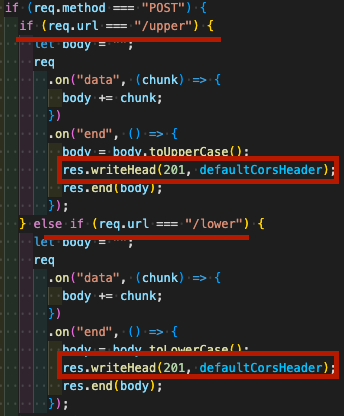 if (req.method === "POST") {
if (req.url === "/upper") {
let body = "";
req
.on("data", (chunk) => {
body += chunk;
})
.on("end", () => {
body = body.toUpperCase();
res.writeHead(201, defaultCorsHeader);
res.end(body);
});
} else if (req.url === "/lower") {
let body = "";
req
.on("data", (chunk) => {
body += chunk;
})
.on("end", () => {
body = body.toLowerCase();
res.writeHead(201, defaultCorsHeader);
res.end(body);
});